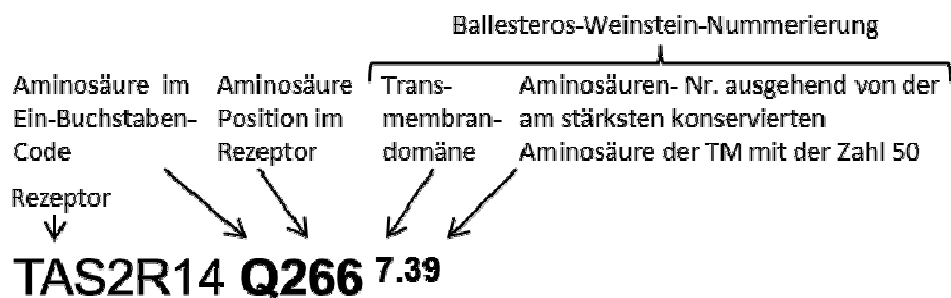 Ballesteros-Weinstein-Nummerierung
Aminosäure im
Ein-Buchstaben-
Code
Aminosäure
Position im
Rezeptor
Trans-
membran-
domäne
Aminosäuren- Nr. ausgehend von der
am stärksten konservierten
Aminosäure der TM mit der Zahl 50
Rezeptor
TAS2R14 Q266 7.39